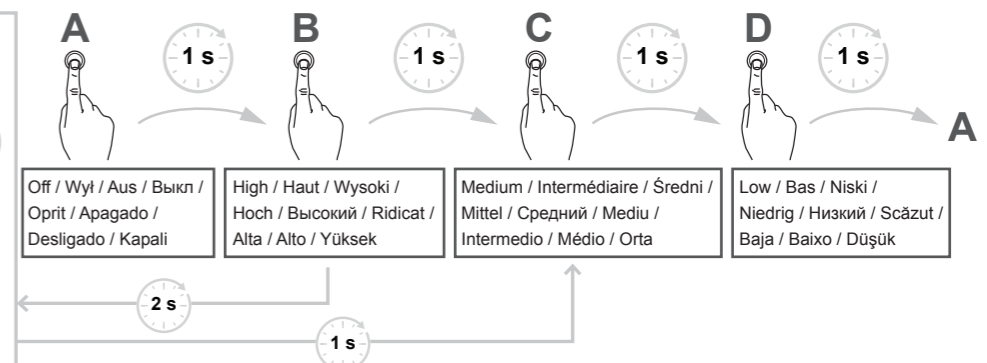 A
B
C
D
1 s
1 s
1 s
1 s
A
Off / Wył / Aus / Выкл /
Oprit / Apagado /
Desligado / Kapali
High / Haut / Wysoki /
Hoch / Высокий / Ridicat /
Alta / Alto / Yüksek
Medium / Intermédiaire / Średni /
Mittel / Средний / Mediu /
Intermedio / Médio / Orta
Low / Bas / Niski /
Niedrig / Низкий / Scăzut /
Baja / Baixo / Düşük
2 s
1 s